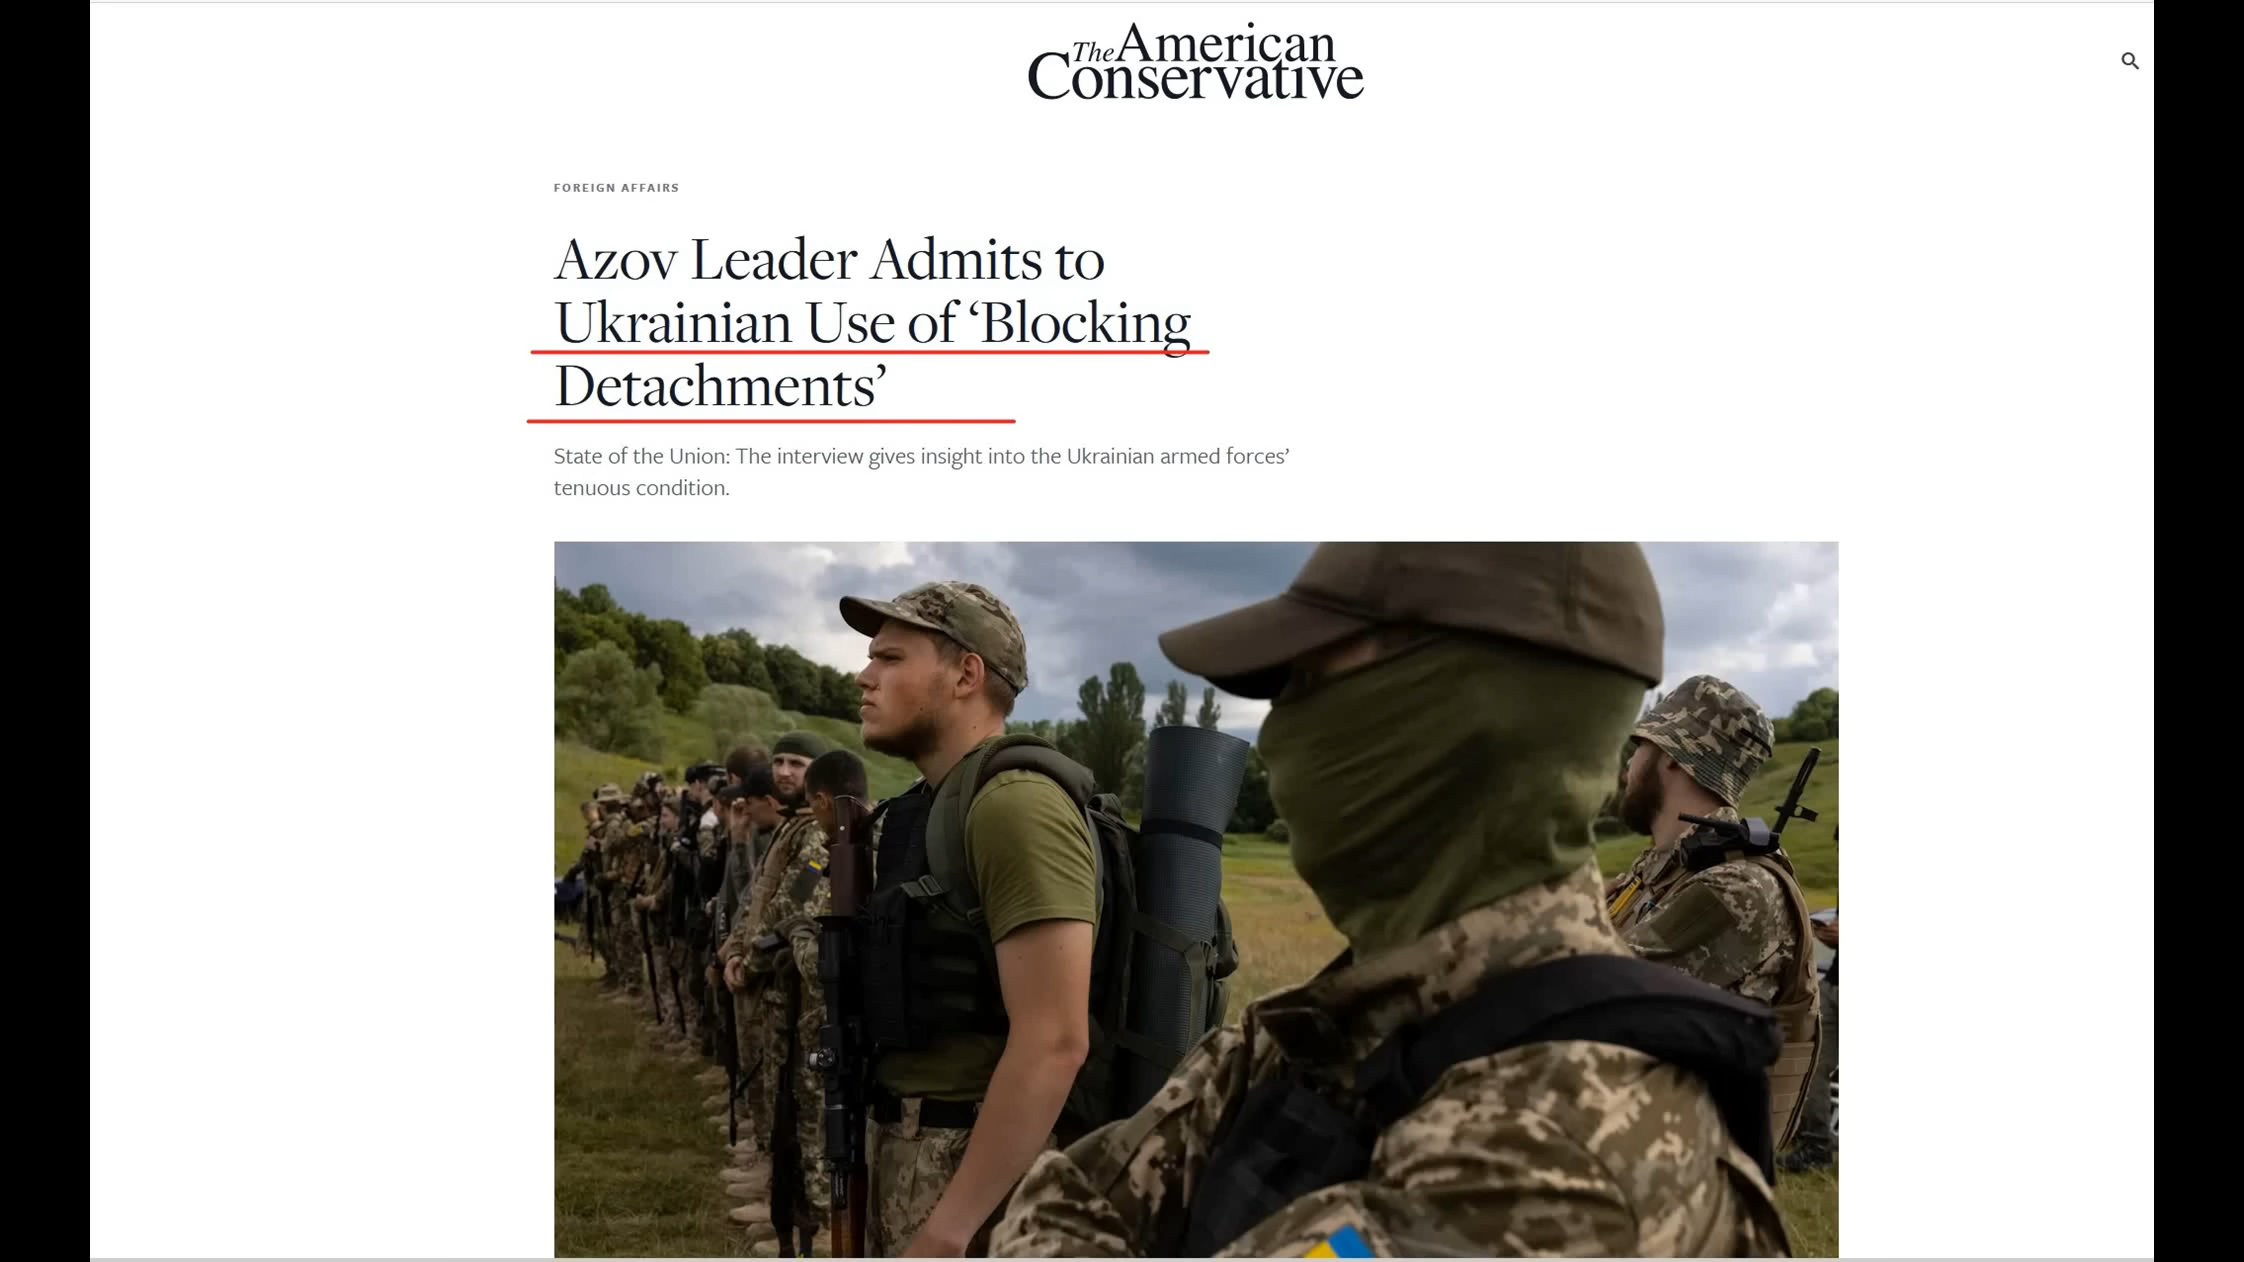 The American
Conservative
FOREIGN AFFAIRS
Azov Leader Admits to
Ukrainian Use of ‘Blocking
Detachments’
State of the Union: The interview gives insight into the Ukrainian armed forces’
tenuous condition.